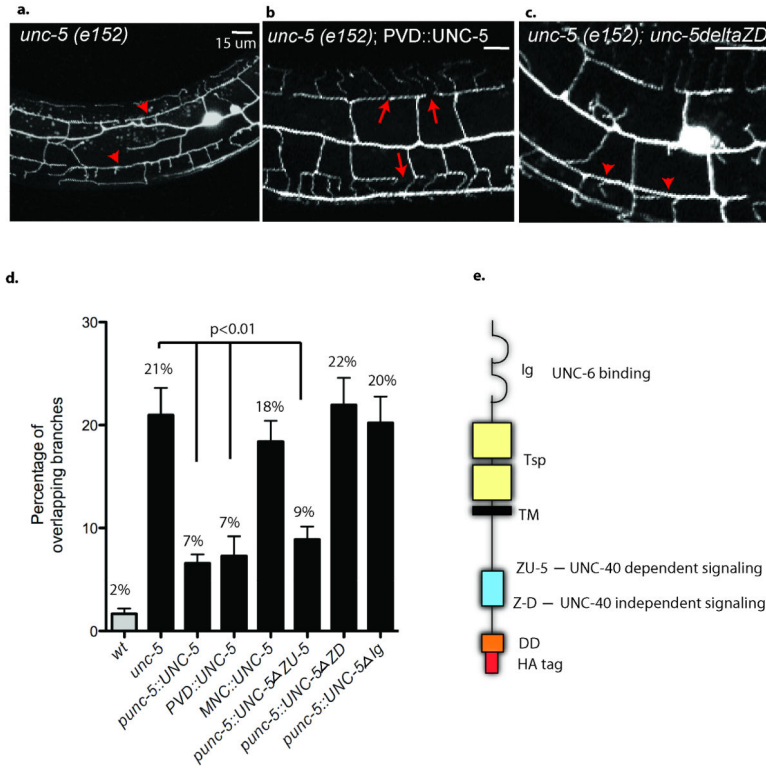 a.
unc-5 (e152)
15 um
b
unc-5 (e152); PVD::UNC-5
c.
unc-5 (e152); unc-5deltaZD
d.
Percentage of
overlapping branches
30
20
10
0
p<0.01
2%
21%
7%
7%
18%
9%
22%
20%
wt
unc-5
punc-5::UNC-5
PVD::UNC-5
MNC::UNC-5
punc-5::UNC-5ΔZU-5
punc-5::UNC-5ΔZD
punc-5::UNC-5ΔIg
e.
Ig UNC-6 binding
Tsp
TM
ZU-5 — UNC-40 dependent signaling
Z-D — UNC-40 independent signaling
DD
HA tag